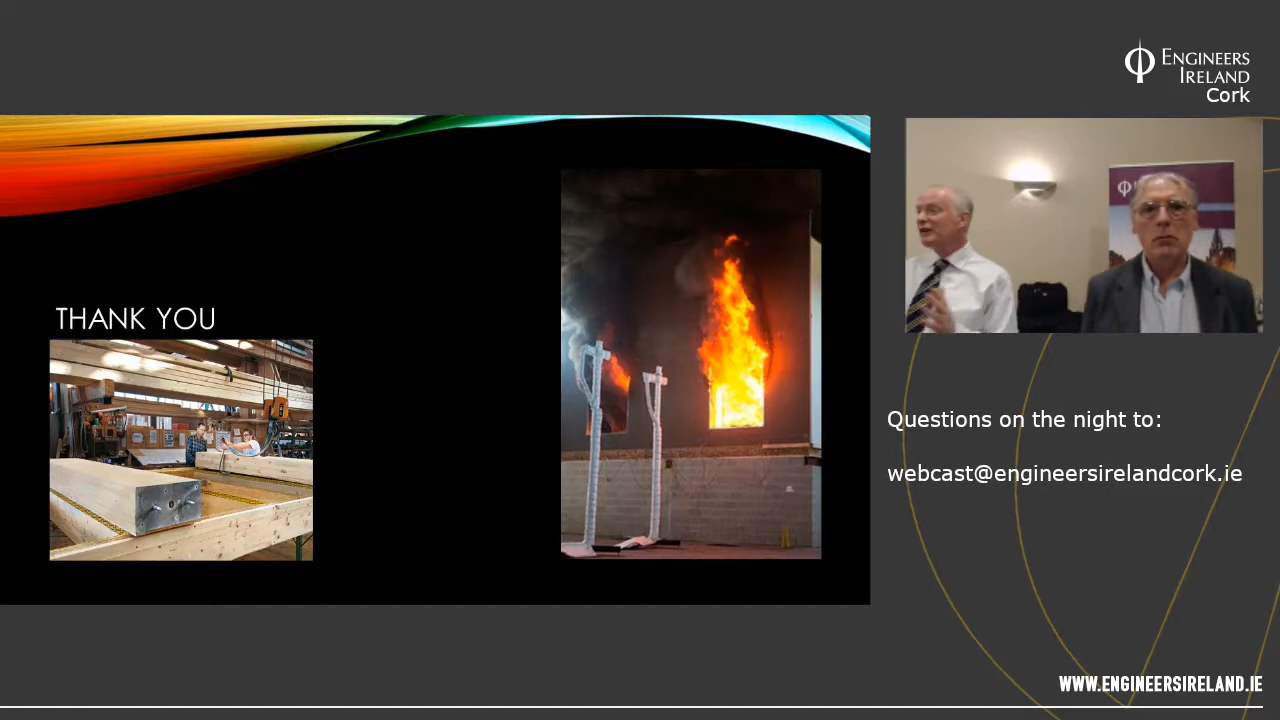 ENGINEERS
IRELAND
Cork
THANK YOU
Questions on the night to:
webcast@engineersirelandcork.ie
WWW.ENGINEERSIRELAND.IE